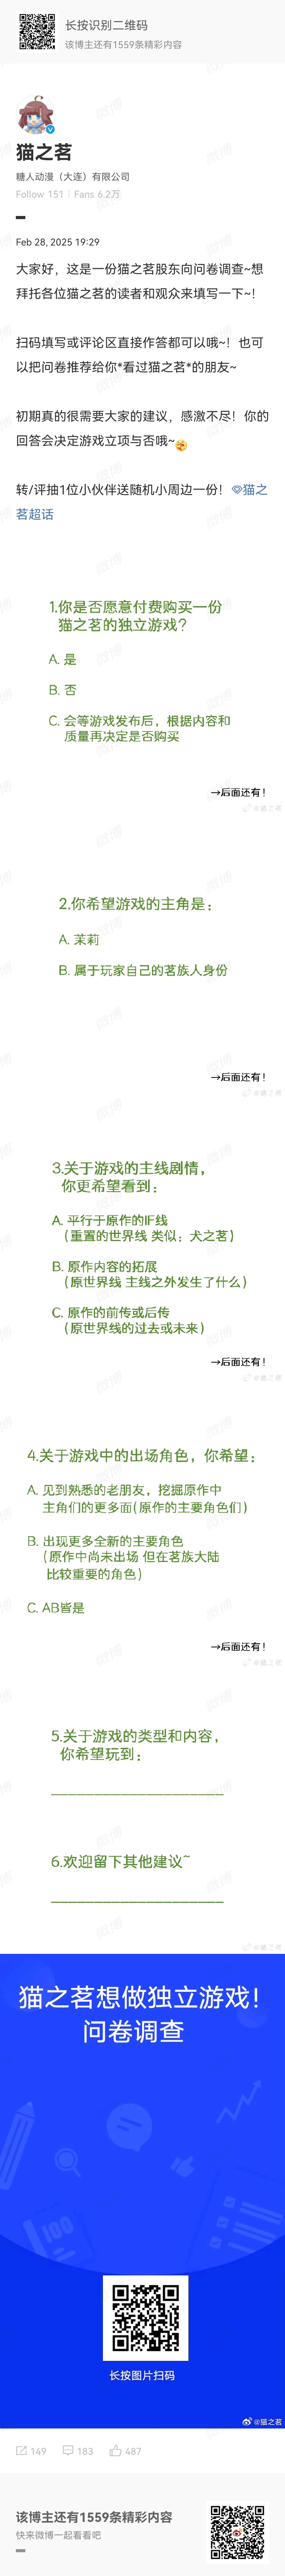 长按识别二维码
该博主还有1559条精彩内容
猫之茗
糖人动漫（大连）有限公司
Follow 151 | Fans 6.2万
Feb 28, 2025 19:29
大家好，这是一份猫之茗股东向问卷调查~想
拜托各位猫之茗的读者和观众来填写一下~！
扫码填写或评论区直接作答都可以哦~！也可
以把问卷推荐给你*看过猫之茗*的朋友~
初期真的很需要大家的建议，感激不尽！你的
回答会决定游戏立项与否哦~
转/评抽1位小伙伴送随机小周边一份！猫之
茗超话
1.你是否愿意付费购买一份
猫之茗的独立游戏？
A. 是
B. 否
C. 会等游戏发布后，根据内容和
质量再决定是否购买
→后面还有！
@猫之茗
2.你希望游戏的主角是：
A. 茉莉
B. 属于玩家自己的茗族人身份
→后面还有！
@猫之茗
3.关于游戏的主线剧情，
你更希望看到：
A. 平行于原作的IF线
（重置的世界线 类似：犬之茗）
B. 原作内容的拓展
（原世界线 主线之外发生了什么）
C. 原作的前传或后传
（原世界线的过去或未来）
→后面还有！
@猫之茗
4.关于游戏中的出场角色，你希望：
A. 见到熟悉的老朋友，挖掘原作中
主角们的更多面(原作的主要角色们)
B. 出现更多全新的主要角色
（原作中尚未出场 但在茗族大陆
比较重要的角色）
C. AB皆是
→后面还有！
@猫之茗
5.关于游戏的类型和内容，
你希望玩到：
6.欢迎留下其他建议~
@猫之茗
猫之茗想做独立游戏！
问卷调查
100
长按图片扫码
@猫之茗
149 183 487
该博主还有1559条精彩内容
快来微博一起看看吧
微博